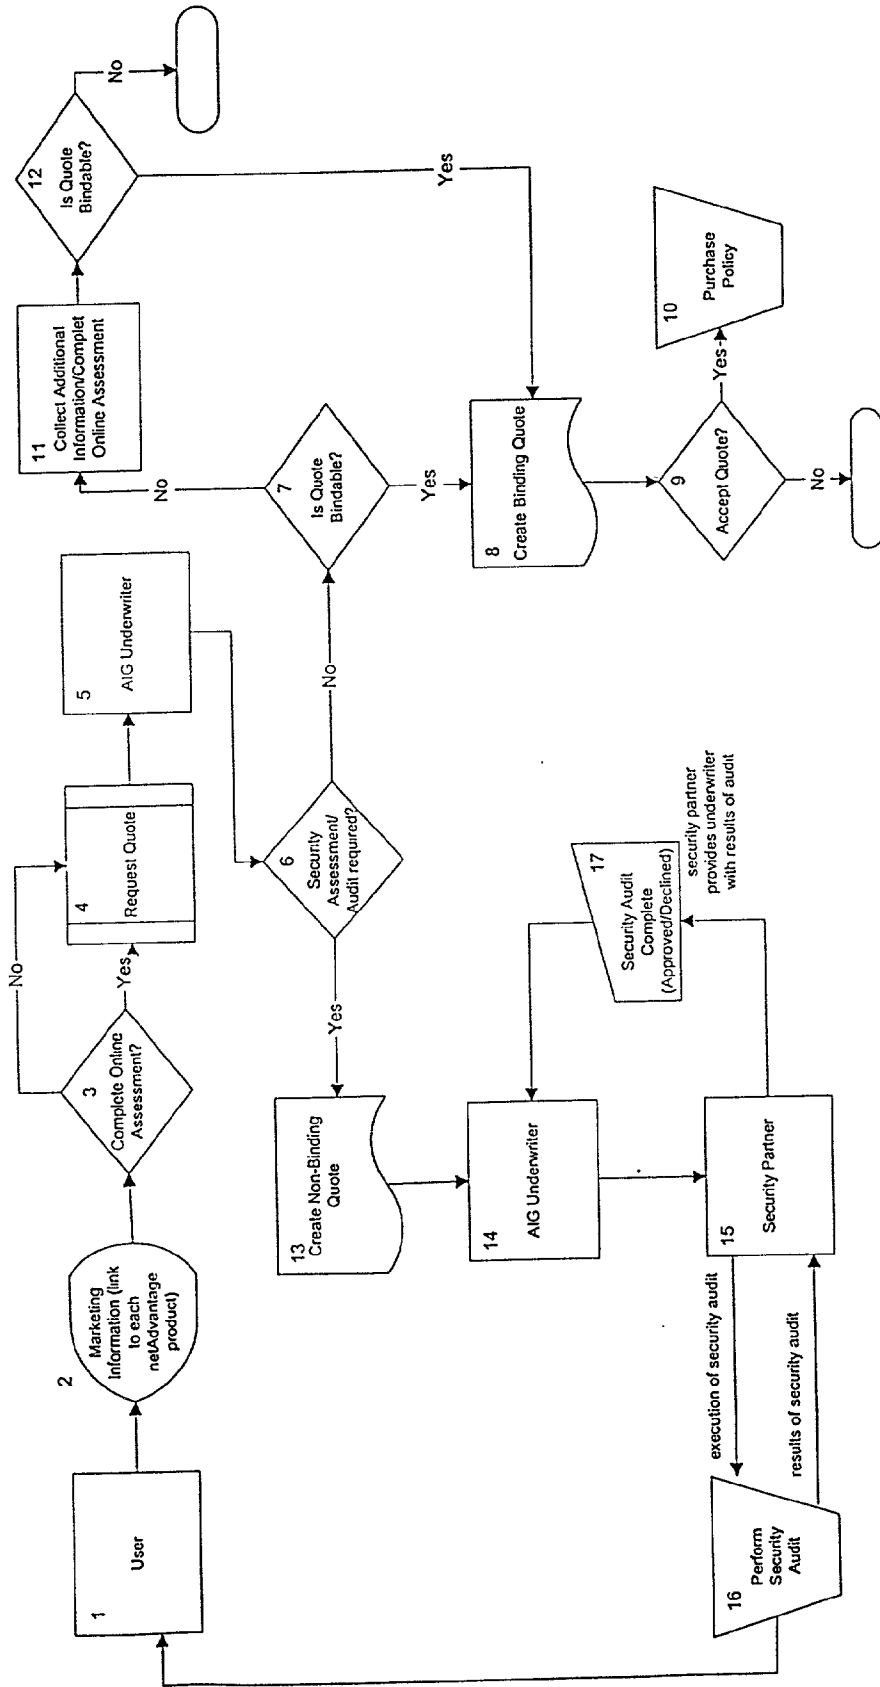 1
User
2
Marketing
Information (link
to each
netAdvantage
product)
3
Complete Online
Assessment?
No
Yes
4
Request Quote
5
AIG Underwriter
6
Security
Assessment/
Audit required?
No
Yes
7
Is Quote
Bindable?
No
Yes
11
Collect Additional
Information/Complet
Online Assessment
12
Is Quote
Bindable?
No
Yes
8
Create Binding Quote
9
Accept Quote?
Yes
No
10
Purchase
Policy
13
Create Non-Binding
Quote
14
AIG Underwriter
15
Security Partner
execution of security audit
results of security audit
16
Perform
Security
Audit
17
Security Audit
Complete
(Approved/Declined)
security partner
provides underwriter
with results of audit